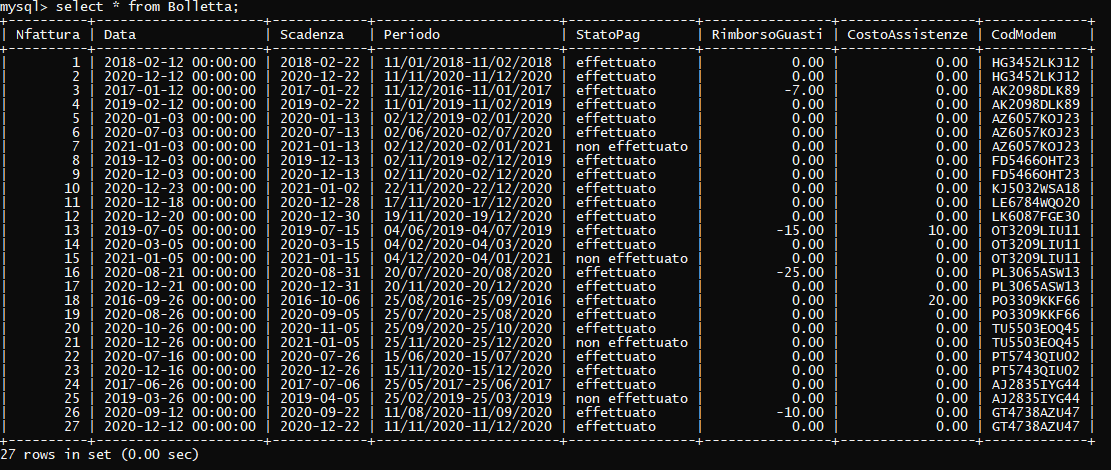 mysql> select * from Bolletta;
+----------+---------------------+------------+-----------------------+----------------+----------------+------------------+--------------+
| Nfattura | Data                | Scadenza   | Periodo               | StatoPag       | RimborsoGuasti | CostoAssistenze | CodModem     |
+----------+---------------------+------------+-----------------------+----------------+----------------+------------------+--------------+
| 1 | 2018-02-12 00:00:00 | 2018-02-22 | 11/01/2018-11/02/2018 | effettuato | 0.00 | 0.00 | HG3452LKJ12 |
| 2 | 2020-12-12 00:00:00 | 2020-12-22 | 11/11/2020-11/12/2020 | effettuato | 0.00 | 0.00 | HG3452LKJ12 |
| 3 | 2017-01-12 00:00:00 | 2017-01-22 | 11/12/2016-11/01/2017 | effettuato | -7.00 | 0.00 | AK2098DLK89 |
| 4 | 2019-02-12 00:00:00 | 2019-02-22 | 11/01/2019-11/02/2019 | effettuato | 0.00 | 0.00 | AK2098DLK89 |
| 5 | 2020-01-03 00:00:00 | 2020-01-13 | 02/12/2019-02/01/2020 | effettuato | 0.00 | 0.00 | AZ6057KOJ23 |
| 6 | 2020-07-03 00:00:00 | 2020-07-13 | 02/06/2020-02/07/2020 | effettuato | 0.00 | 0.00 | AZ6057KOJ23 |
| 7 | 2021-01-03 00:00:00 | 2021-01-13 | 02/12/2020-02/01/2021 | non effettuato | 0.00 | 0.00 | AZ6057KOJ23 |
| 8 | 2019-12-03 00:00:00 | 2019-12-13 | 02/11/2019-02/12/2019 | effettuato | 0.00 | 0.00 | FD5466OHT23 |
| 9 | 2020-12-03 00:00:00 | 2020-12-13 | 02/11/2020-02/12/2020 | effettuato | 0.00 | 0.00 | FD5466OHT23 |
| 10 | 2020-12-23 00:00:00 | 2021-01-02 | 22/11/2020-22/12/2020 | effettuato | 0.00 | 0.00 | KJ5032WSA18 |
| 11 | 2020-12-18 00:00:00 | 2020-12-28 | 17/11/2020-17/12/2020 | effettuato | 0.00 | 0.00 | LE6784WQO20 |
| 12 | 2020-12-20 00:00:00 | 2020-12-30 | 19/11/2020-19/12/2020 | effettuato | 0.00 | 0.00 | LK6087FGE30 |
| 13 | 2019-07-05 00:00:00 | 2019-07-15 | 04/06/2019-04/07/2019 | effettuato | -15.00 | 10.00 | OT3209LIU11 |
| 14 | 2020-03-05 00:00:00 | 2020-03-15 | 04/02/2020-04/03/2020 | effettuato | 0.00 | 0.00 | OT3209LIU11 |
| 15 | 2021-01-05 00:00:00 | 2021-01-15 | 04/12/2020-04/01/2021 | non effettuato | 0.00 | 0.00 | OT3209LIU11 |
| 16 | 2020-08-21 00:00:00 | 2020-08-31 | 20/07/2020-20/08/2020 | effettuato | -25.00 | 0.00 | PL3065ASW13 |
| 17 | 2020-12-21 00:00:00 | 2020-12-31 | 20/11/2020-20/12/2020 | effettuato | 0.00 | 0.00 | PL3065ASW13 |
| 18 | 2016-09-26 00:00:00 | 2016-10-06 | 25/08/2016-25/09/2016 | effettuato | 0.00 | 20.00 | PO3309KKF66 |
| 19 | 2020-08-26 00:00:00 | 2020-09-05 | 25/07/2020-25/08/2020 | effettuato | 0.00 | 0.00 | PO3309KKF66 |
| 20 | 2020-10-26 00:00:00 | 2020-11-05 | 25/09/2020-25/10/2020 | effettuato | 0.00 | 0.00 | TU5503EOQ45 |
| 21 | 2020-12-26 00:00:00 | 2021-01-05 | 25/11/2020-25/12/2020 | non effettuato | 0.00 | 0.00 | TU5503EOQ45 |
| 22 | 2020-07-16 00:00:00 | 2020-07-26 | 15/06/2020-15/07/2020 | effettuato | 0.00 | 0.00 | PT5743QIU02 |
| 23 | 2020-12-16 00:00:00 | 2020-12-26 | 15/11/2020-15/12/2020 | effettuato | 0.00 | 0.00 | PT5743QIU02 |
| 24 | 2017-06-26 00:00:00 | 2017-07-06 | 25/05/2017-25/06/2017 | effettuato | 0.00 | 0.00 | AJ2835IYG44 |
| 25 | 2019-03-26 00:00:00 | 2019-04-05 | 25/02/2019-25/03/2019 | non effettuato | 0.00 | 0.00 | AJ2835IYG44 |
| 26 | 2020-09-12 00:00:00 | 2020-09-22 | 11/08/2020-11/09/2020 | effettuato | -10.00 | 0.00 | GT4738AZU47 |
| 27 | 2020-12-12 00:00:00 | 2020-12-22 | 11/11/2020-11/12/2020 | effettuato | 0.00 | 0.00 | GT4738AZU47 |
+----------+---------------------+------------+-----------------------+----------------+----------------+------------------+--------------+
27 rows in set (0.00 sec)